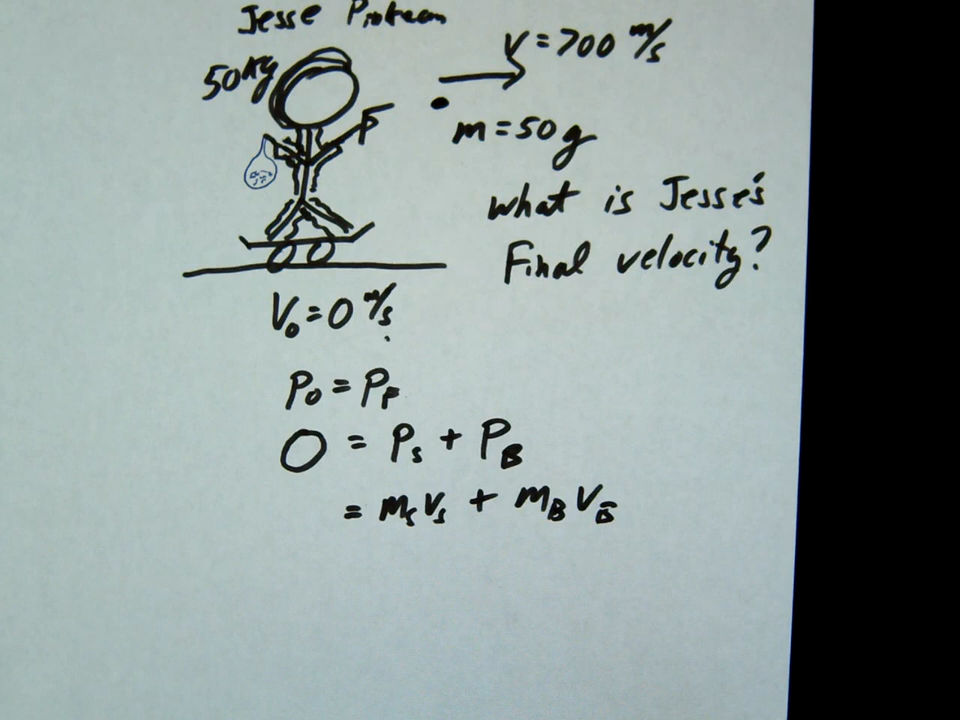 Jesse
50kg
V = 700 m/s
m = 50 g
What is Jesse's
Final velocity?
V₀ = 0 m/s
P₀ = P_F
0 = P_s + P_B
= m_s V_s + m_B V_B